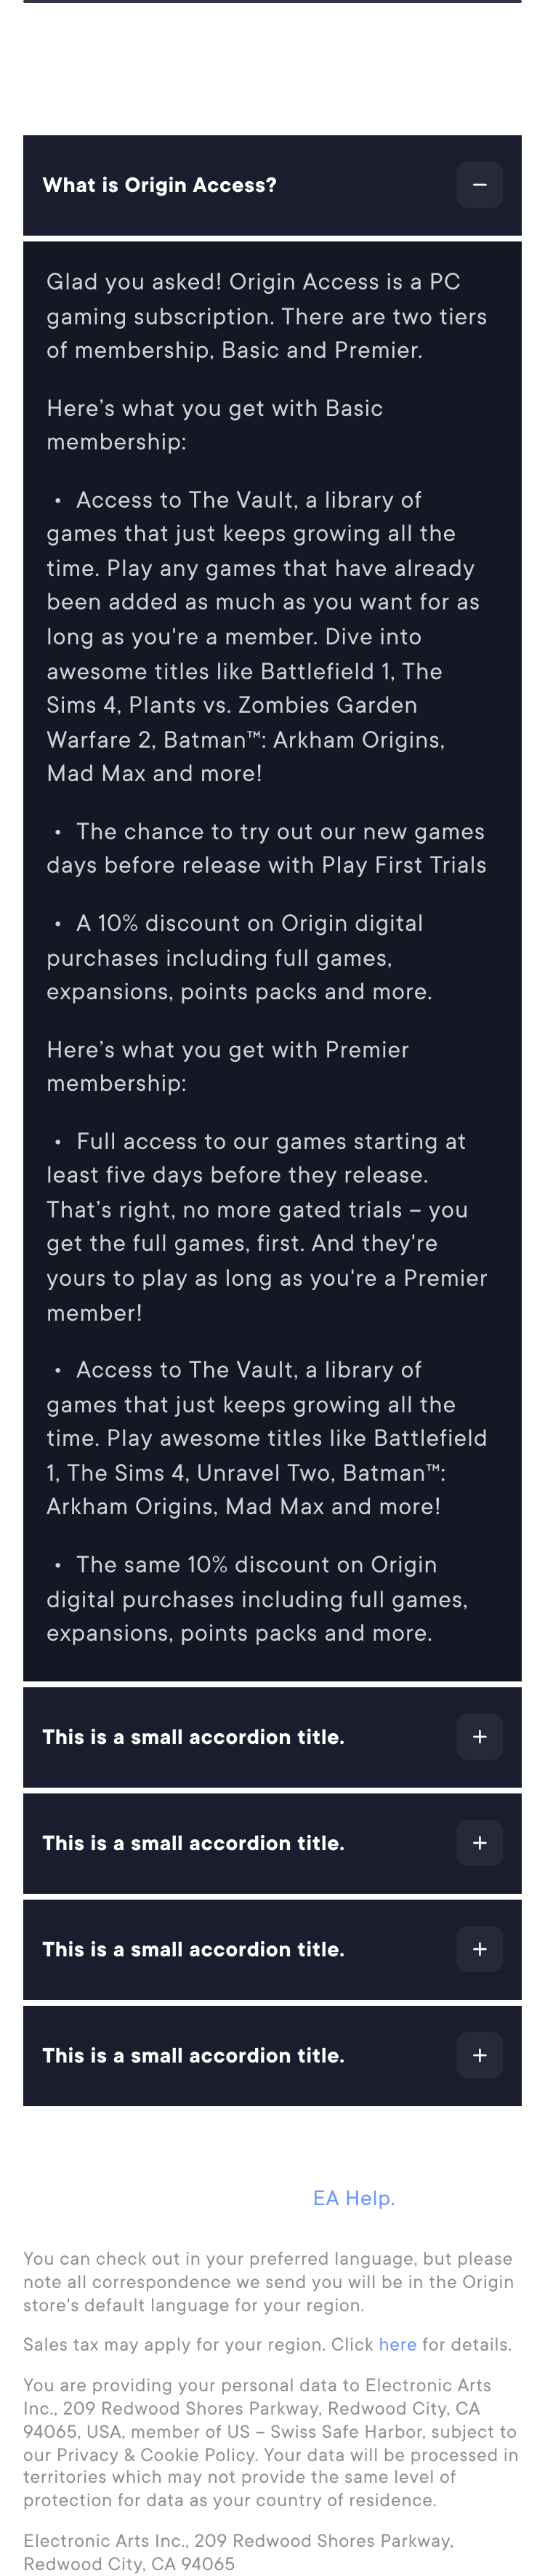 What is Origin Access?
Glad you asked! Origin Access is a PC
gaming subscription. There are two tiers
of membership, Basic and Premier.
Here’s what you get with Basic
membership:
• Access to The Vault, a library of
games that just keeps growing all the
time. Play any games that have already
been added as much as you want for as
long as you're a member. Dive into
awesome titles like Battlefield 1, The
Sims 4, Plants vs. Zombies Garden
Warfare 2, Batman™: Arkham Origins,
Mad Max and more!
• The chance to try out our new games
days before release with Play First Trials
• A 10% discount on Origin digital
purchases including full games,
expansions, points packs and more.
Here’s what you get with Premier
membership:
• Full access to our games starting at
least five days before they release.
That’s right, no more gated trials – you
get the full games, first. And they're
yours to play as long as you're a Premier
member!
• Access to The Vault, a library of
games that just keeps growing all the
time. Play awesome titles like Battlefield
1, The Sims 4, Unravel Two, Batman™:
Arkham Origins, Mad Max and more!
• The same 10% discount on Origin
digital purchases including full games,
expansions, points packs and more.
This is a small accordion title.
This is a small accordion title.
This is a small accordion title.
This is a small accordion title.
EA Help.
You can check out in your preferred language, but please
note all correspondence we send you will be in the Origin
store's default language for your region.
Sales tax may apply for your region. Click here for details.
You are providing your personal data to Electronic Arts
Inc., 209 Redwood Shores Parkway, Redwood City, CA
94065, USA, member of US – Swiss Safe Harbor, subject to
our Privacy & Cookie Policy. Your data will be processed in
territories which may not provide the same level of
protection for data as your country of residence.
Electronic Arts Inc., 209 Redwood Shores Parkway,
Redwood City, CA 94065